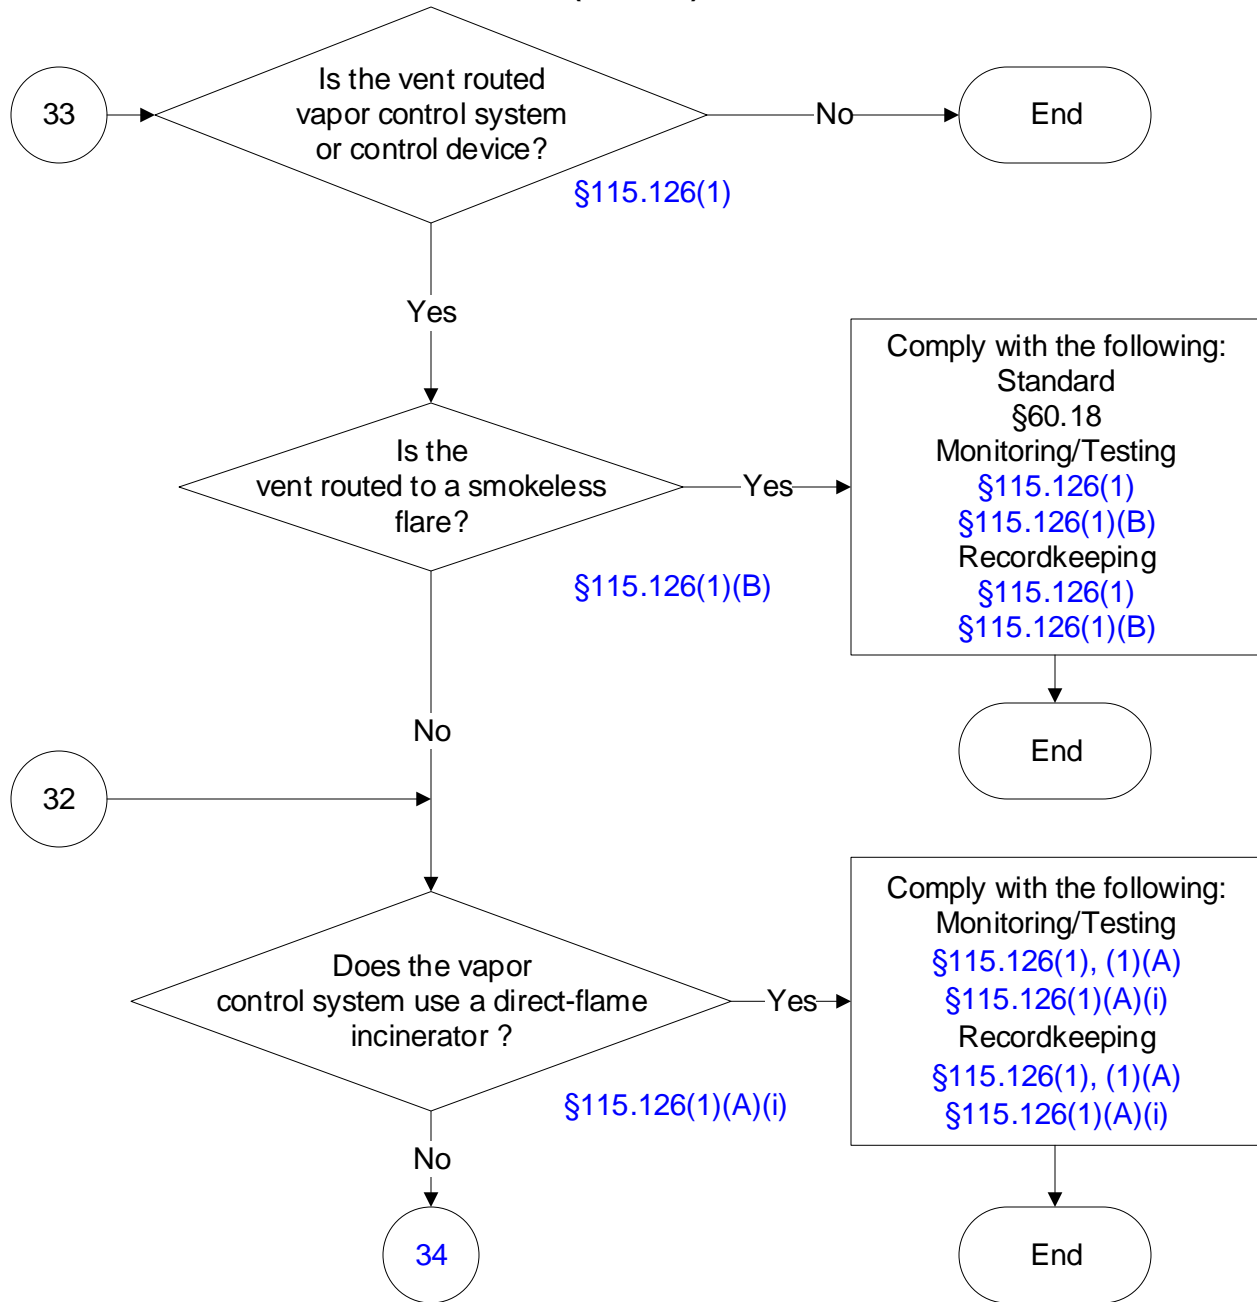 33
Is the vent routed
vapor control system
or control device?
No
End
§115.126(1)
Yes
Is the
vent routed to a smokeless
flare?
Yes
§115.126(1)(B)
Comply with the following:
Standard
§60.18
Monitoring/Testing
§115.126(1)
§115.126(1)(B)
Recordkeeping
§115.126(1)
§115.126(1)(B)
End
No
32
Does the vapor
control system use a direct-flame
incinerator ?
Yes
§115.126(1)(A)(i)
Comply with the following:
Monitoring/Testing
§115.126(1), (1)(A)
§115.126(1)(A)(i)
Recordkeeping
§115.126(1), (1)(A)
§115.126(1)(A)(i)
End
No
34